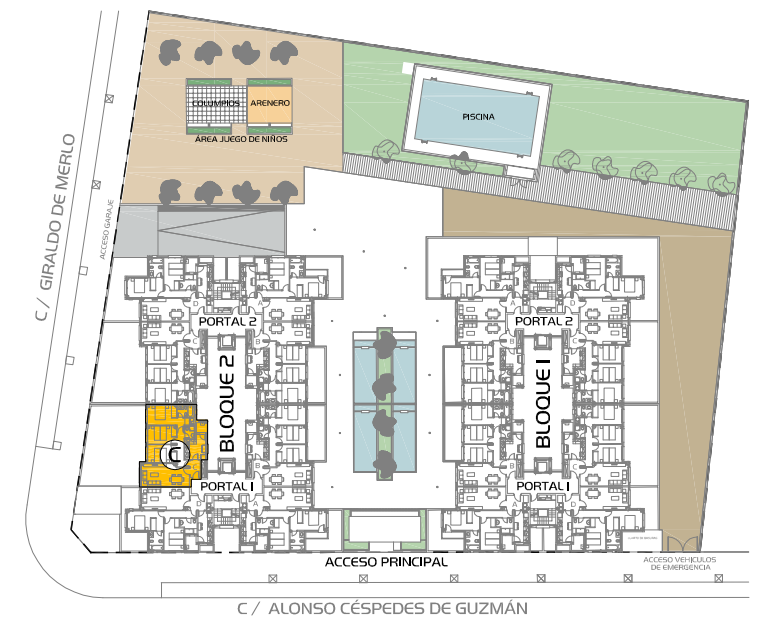 COLUMPIOS
ARENERO
ÁREA JUEGO DE NIÑOS
PISCINA
C / GIRALDO DE MERLO
ACCESO GARAJE
D
A
PORTAL 2
C
B
BLOQUE 2
C
C
B
PORTAL 1
D
A
D
A
PORTAL 2
C
B
BLOQUE 1
C
B
PORTAL 1
D
A
ACCESO PRINCIPAL
ACCESO VEHICULOS
DE EMERGENCIA
C / ALONSO CÉSPEDES DE GUZMÁN